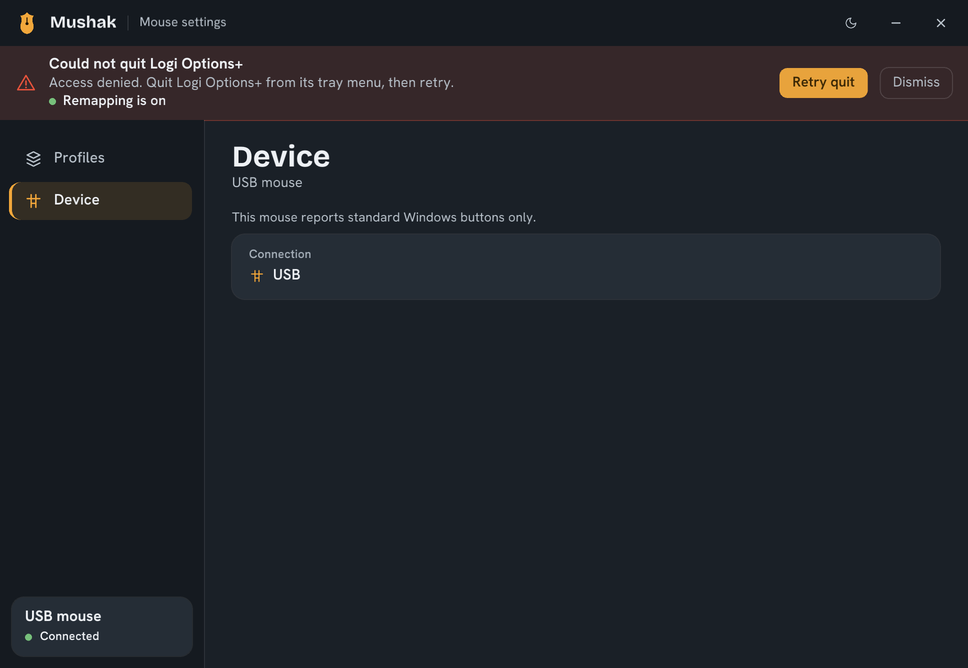 Mushak
Mouse settings
Could not quit Logi Options+
Access denied. Quit Logi Options+ from its tray menu, then retry.
Remapping is on
Retry quit
Dismiss
Profiles
Device
Device
USB mouse
This mouse reports standard Windows buttons only.
Connection
USB
USB mouse
Connected